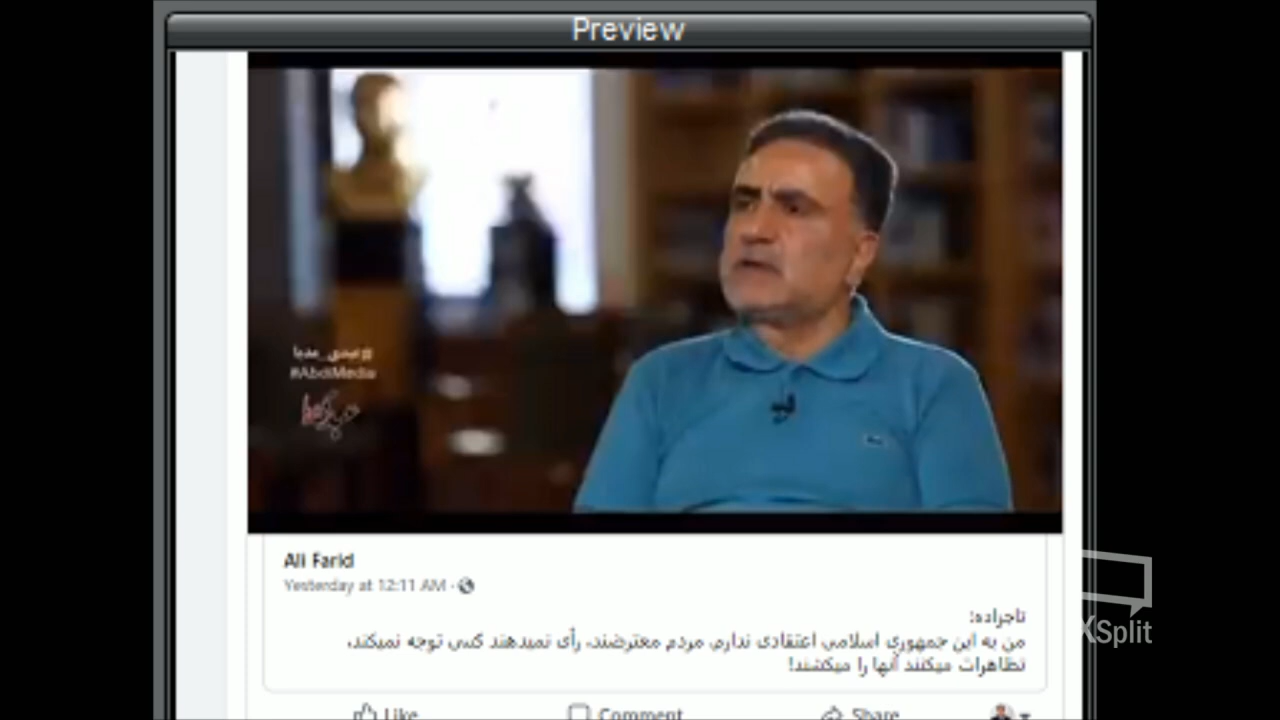 Preview
#عبدی_مدیا
#AbdiMedia
Ali Farid
Yesterday at 12:11 AM ·
تاجزاده:
من به این جمهوری اسلامی اعتقادی ندارم، مردم معترضند، رأی نمیدهند کسی توجه نمیکند،
تظاهرات میکنند آنها را میکشند!
Like
Comment
Share
XSplit